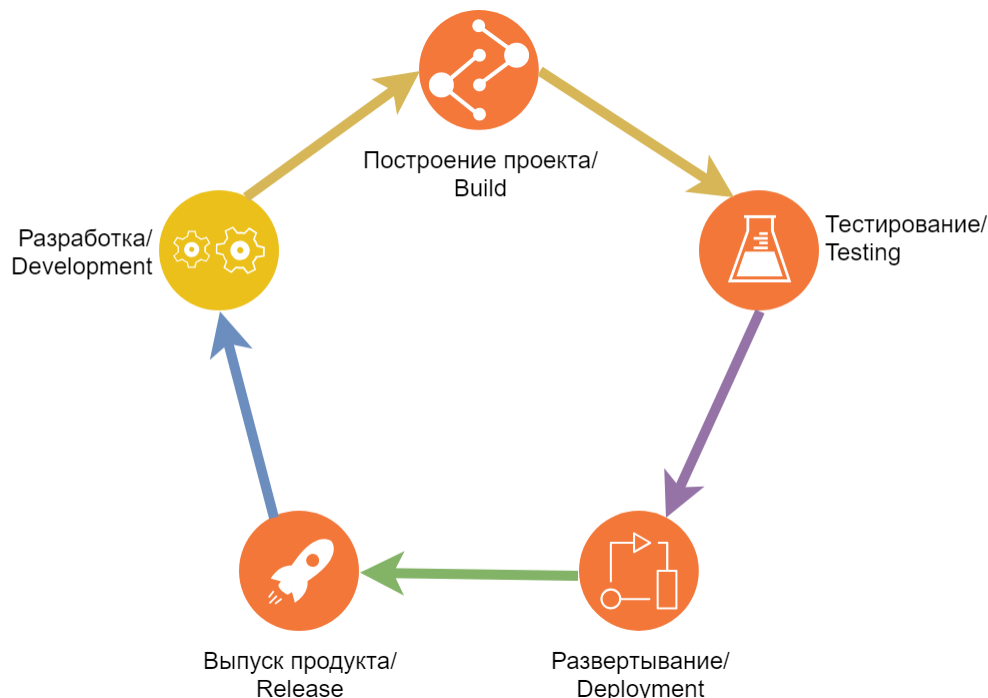 Построение проекта/
Build
Тестирование/
Testing
Разработка/
Development
Выпуск продукта/
Release
Развертывание/
Deployment